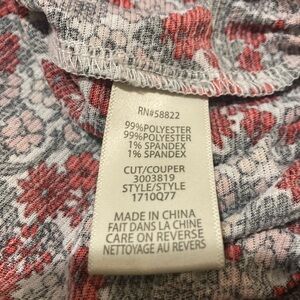 RN#58822
99%POLYESTER
99%POLYESTER
1% SPANDEX
1% SPANDEX
CUT/COUPER
3003819
STYLE/STYLE
1710Q77
MADE IN CHINA
FAIT DANS LA CHINE
CARE ON REVERSE
NETTOYAGE AU REVERS